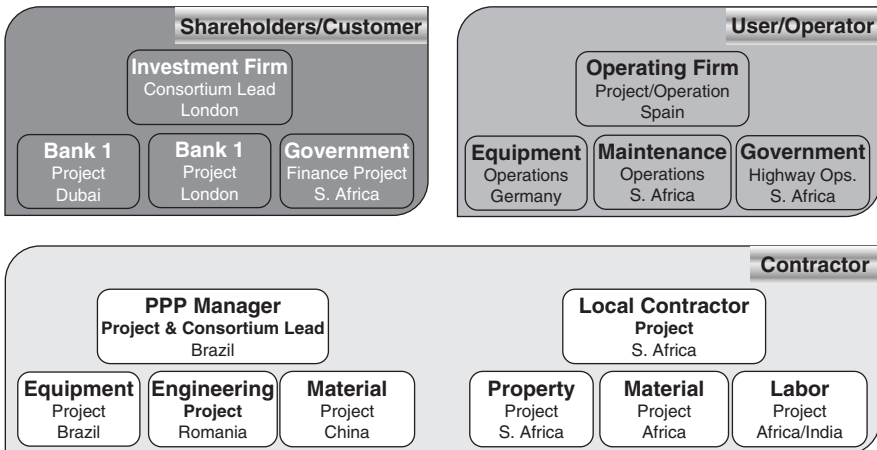 Shareholders/Customer
Investment Firm
Consortium Lead
London
Bank 1
Project
Dubai
Bank 1
Project
London
Government
Finance Project
S. Africa
User/Operator
Operating Firm
Project/Operation
Spain
Equipment
Operations
Germany
Maintenance
Operations
S. Africa
Government
Highway Ops.
S. Africa
Contractor
PPP Manager
Project & Consortium Lead
Brazil
Equipment
Project
Brazil
Engineering
Project
Romania
Material
Project
China
Local Contractor
Project
S. Africa
Property
Project
S. Africa
Material
Project
Africa
Labor
Project
Africa/India